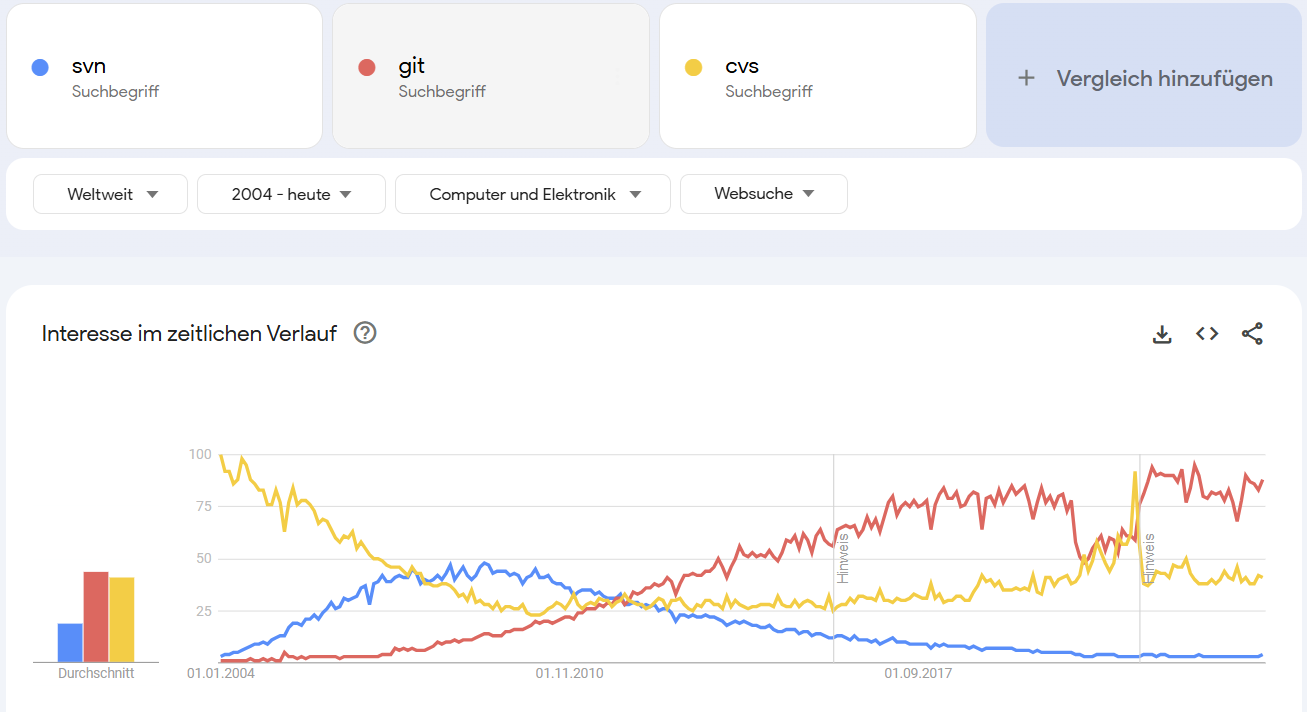 svn
Suchbegriff
git
Suchbegriff
cvs
Suchbegriff
+ Vergleich hinzufügen
Weltweit
2004 - heute
Computer und Elektronik
Websuche
Interesse im zeitlichen Verlauf ?
100
75
50
25
Hinweis
Hinweis
Durchschnitt
01.01.2004
01.11.2010
01.09.2017